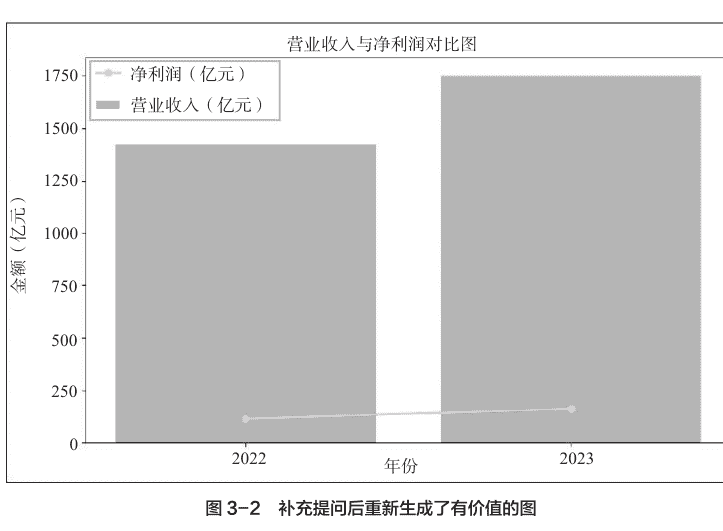 营业收入与净利润对比图
净利润（亿元）
营业收入（亿元）
金额（亿元）
1750
1500
1250
1000
750
500
250
0
2022
2023
年份
图 3-2 补充提问后重新生成了有价值的图